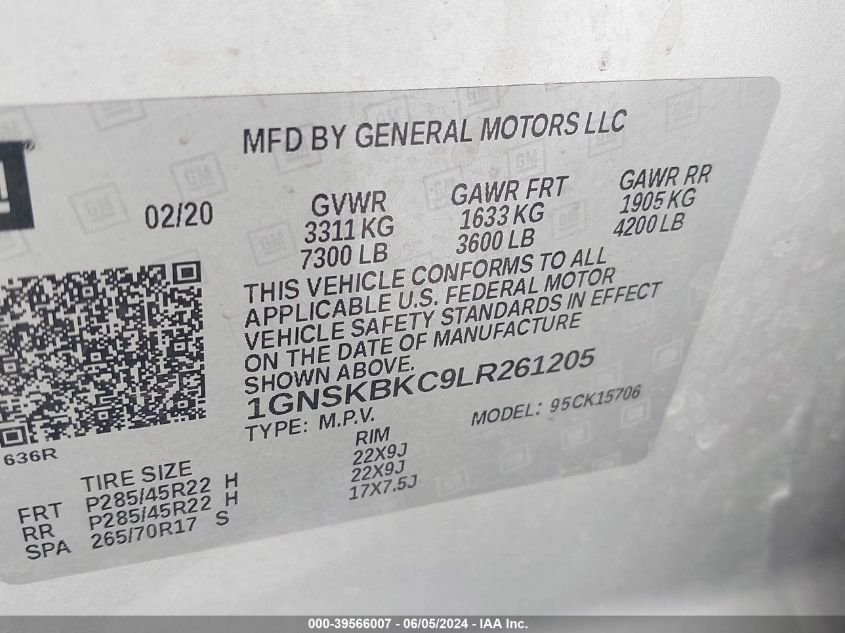 MFD BY GENERAL MOTORS LLC
02/20
GVWR
3311 KG
7300 LB
GAWR FRT
1633 KG
3600 LB
GAWR RR
1905 KG
4200 LB
THIS VEHICLE CONFORMS TO ALL
APPLICABLE U.S. FEDERAL MOTOR
VEHICLE SAFETY STANDARDS IN EFFECT
ON THE DATE OF MANUFACTURE
SHOWN ABOVE.
1GNSKBKC9LR261205
TYPE: M.P.V.
MODEL: 95CK15706
636R
TIRE SIZE
RIM
FRT P285/45R22 H 22X9J
RR P285/45R22 H 22X9J
SPA 265/70R17 S 17X7.5J
000-39566007 - 06/05/2024 - IAA Inc.